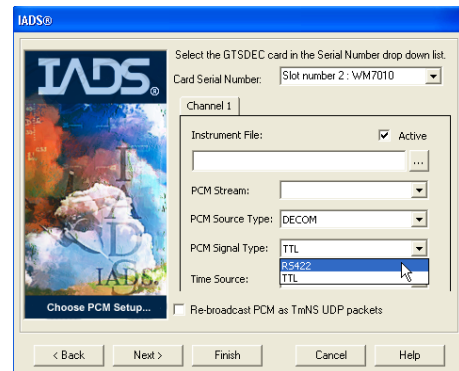 IADS®
Select the GTSDEC card in the Serial Number drop down list.
IADS®
Card Serial Number: Slot number 2 : WM7010
Channel 1
Instrument File: Active
...
PCM Stream:
PCM Source Type: DECOM
PCM Signal Type: TTL
RS422
TTL
Time Source:
IADS
Choose PCM Setup...
Re-broadcast PCM as TmNS UDP packets
< Back Next > Finish Cancel Help